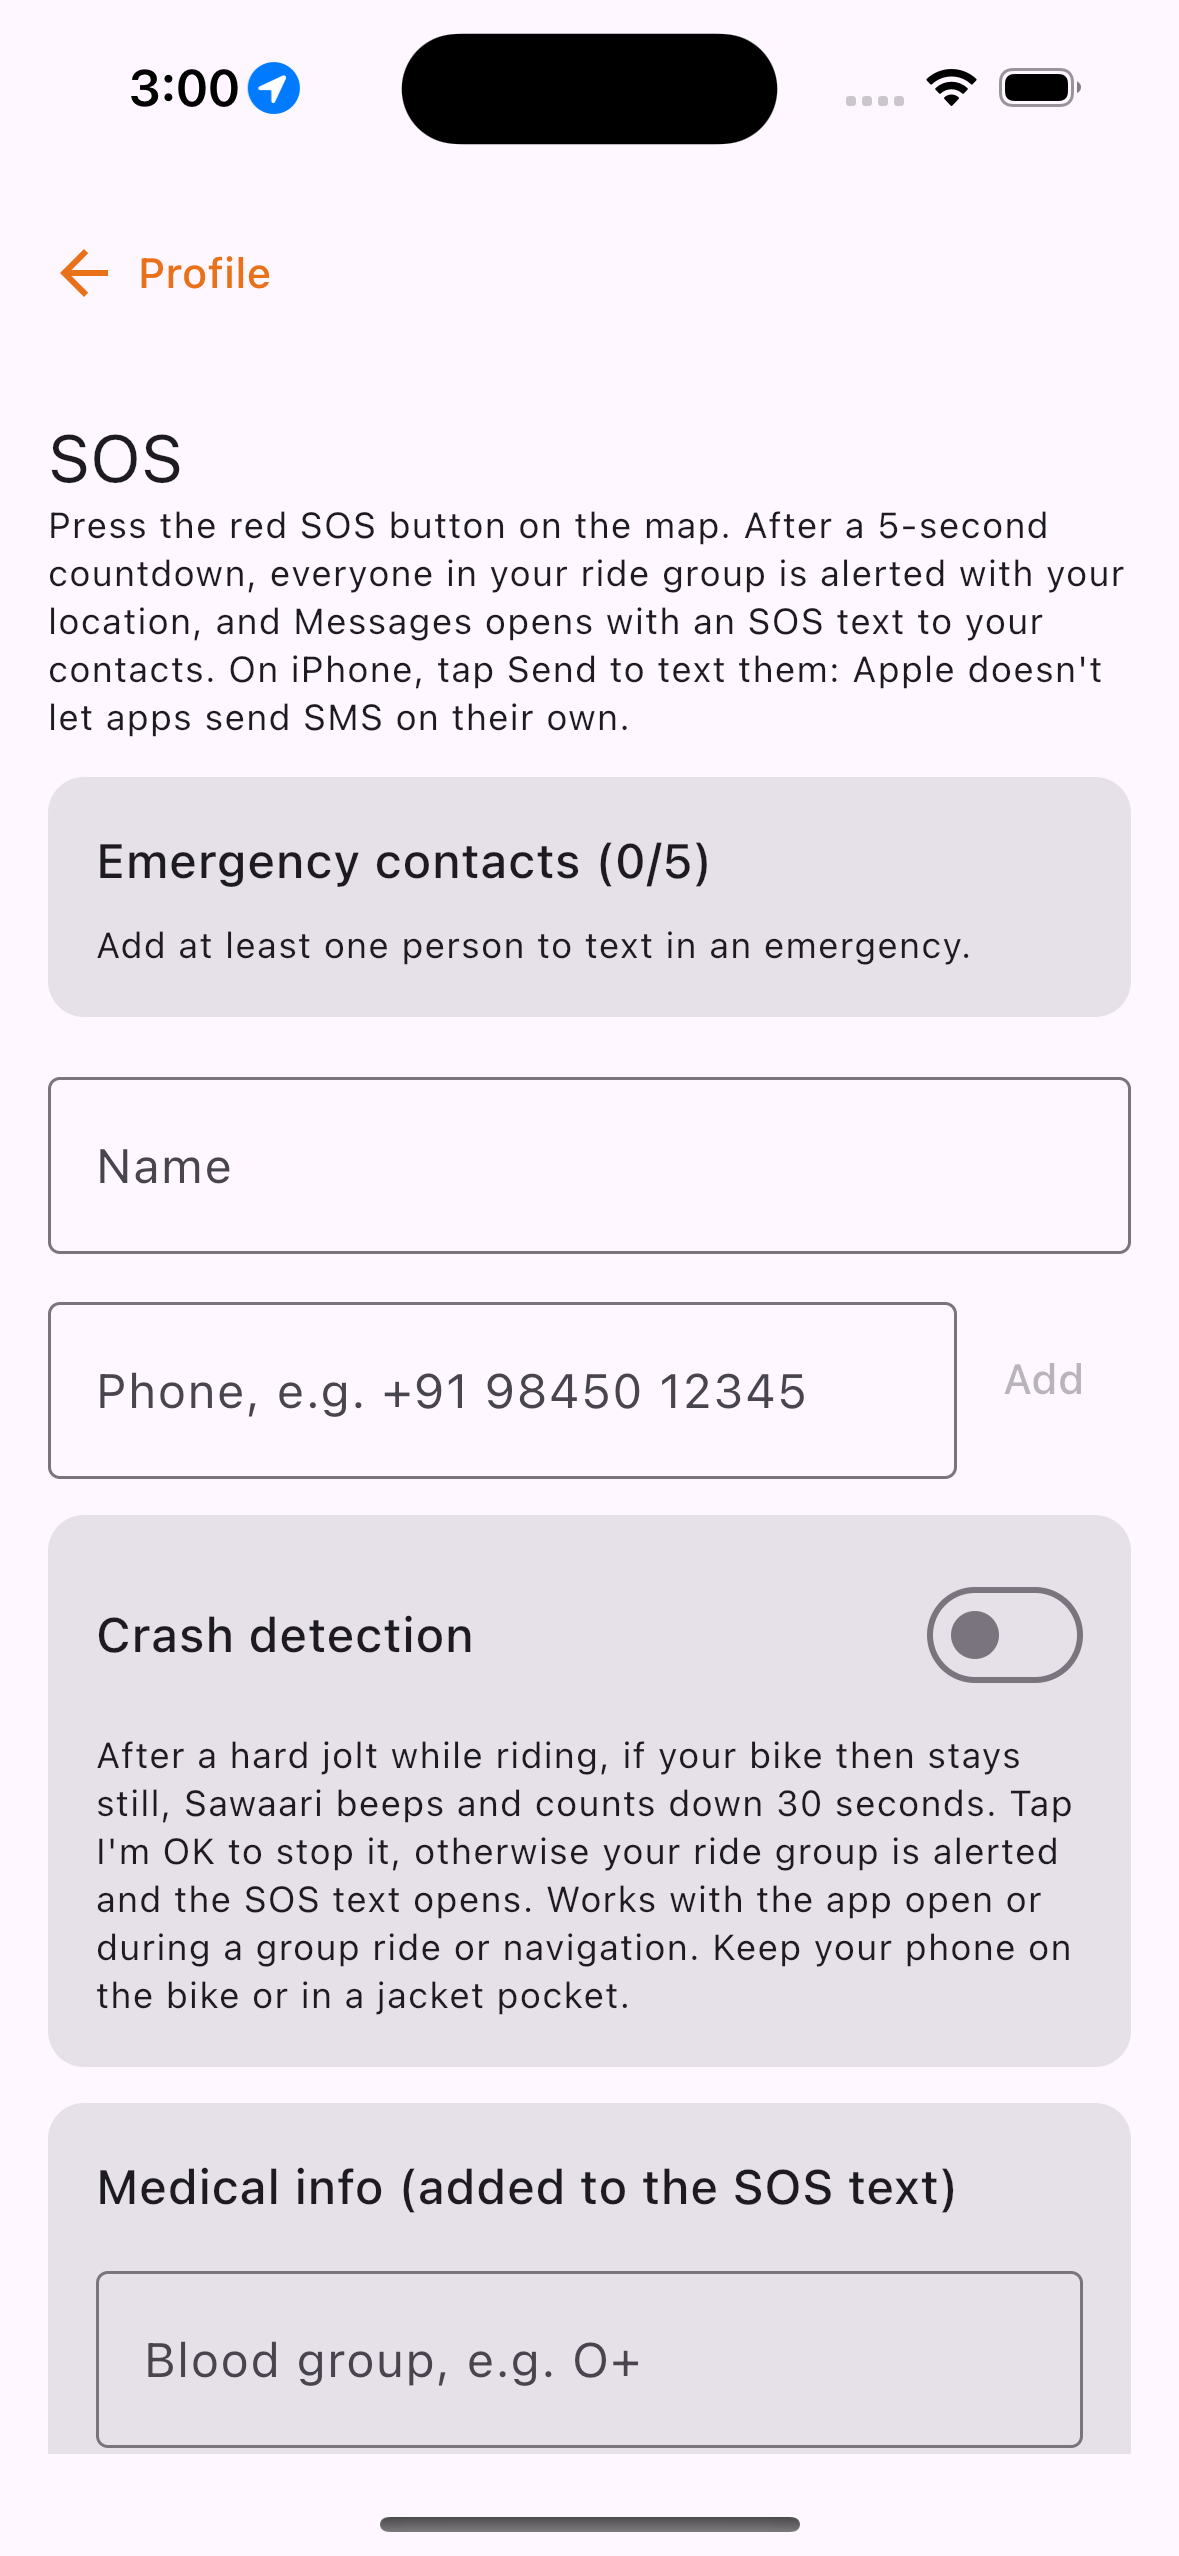 3:00
Profile
SOS
Press the red SOS button on the map. After a 5-second
countdown, everyone in your ride group is alerted with your
location, and Messages opens with an SOS text to your
contacts. On iPhone, tap Send to text them: Apple doesn't
let apps send SMS on their own.
Emergency contacts (0/5)
Add at least one person to text in an emergency.
Name
Phone, e.g. +91 98450 12345
Add
Crash detection
After a hard jolt while riding, if your bike then stays
still, Sawaari beeps and counts down 30 seconds. Tap
I'm OK to stop it, otherwise your ride group is alerted
and the SOS text opens. Works with the app open or
during a group ride or navigation. Keep your phone on
the bike or in a jacket pocket.
Medical info (added to the SOS text)
Blood group, e.g. O+